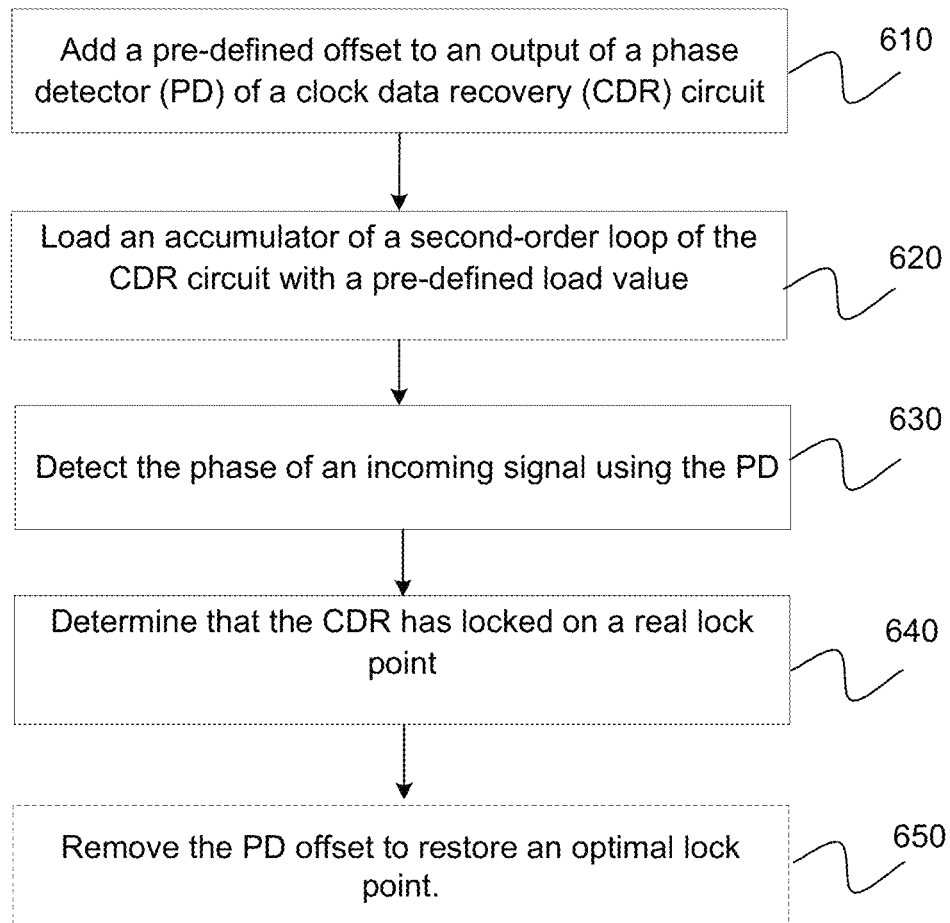 Add a pre-defined offset to an output of a phase
detector (PD) of a clock data recovery (CDR) circuit
610
Load an accumulator of a second-order loop of the
CDR circuit with a pre-defined load value
620
Detect the phase of an incoming signal using the PD
630
Determine that the CDR has locked on a real lock
point
640
Remove the PD offset to restore an optimal lock
point.
650